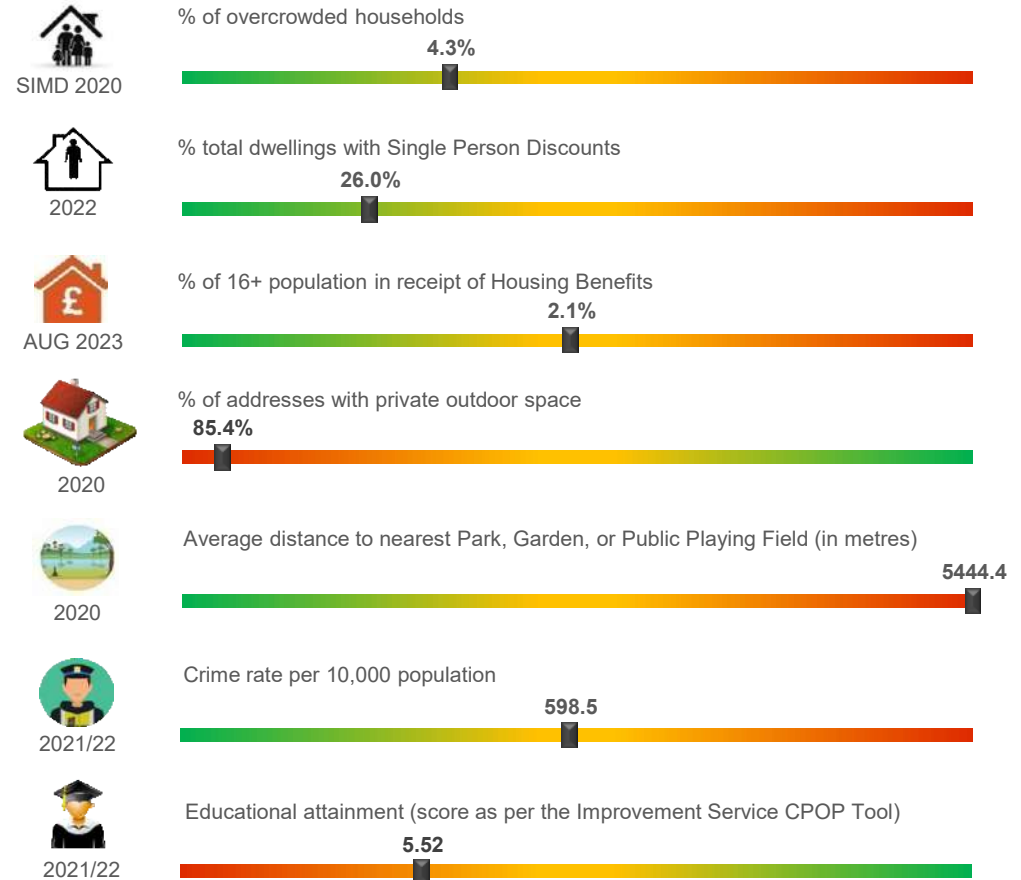 % of overcrowded households
4.3%
SIMD 2020
% total dwellings with Single Person Discounts
26.0%
2022
% of 16+ population in receipt of Housing Benefits
2.1%
£
AUG 2023
% of addresses with private outdoor space
85.4%
2020
Average distance to nearest Park, Garden, or Public Playing Field (in metres)
5444.4
2020
Crime rate per 10,000 population
598.5
2021/22
Educational attainment (score as per the Improvement Service CPOP Tool)
5.52
2021/22